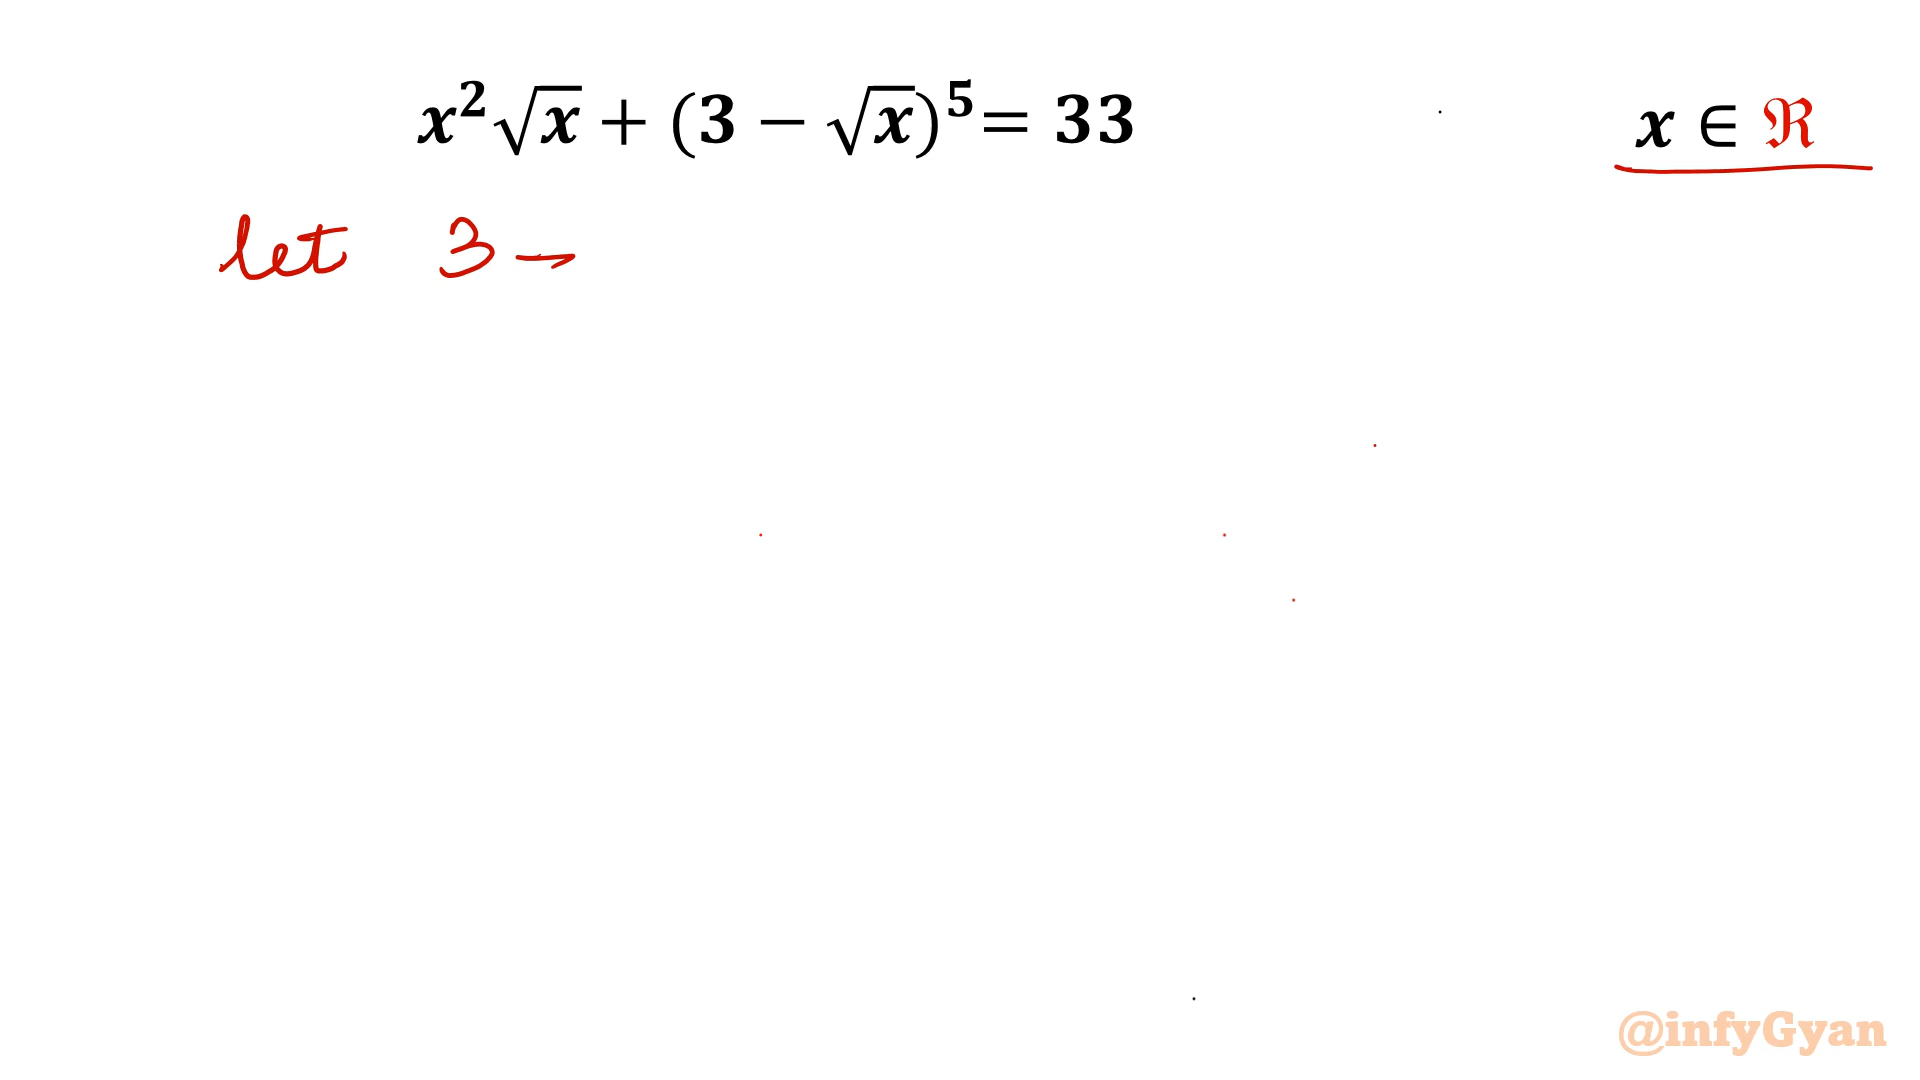 x²√x + (3 − √x)⁵ = 33
x ∈ ℜ
let 3 −
@infyGyan